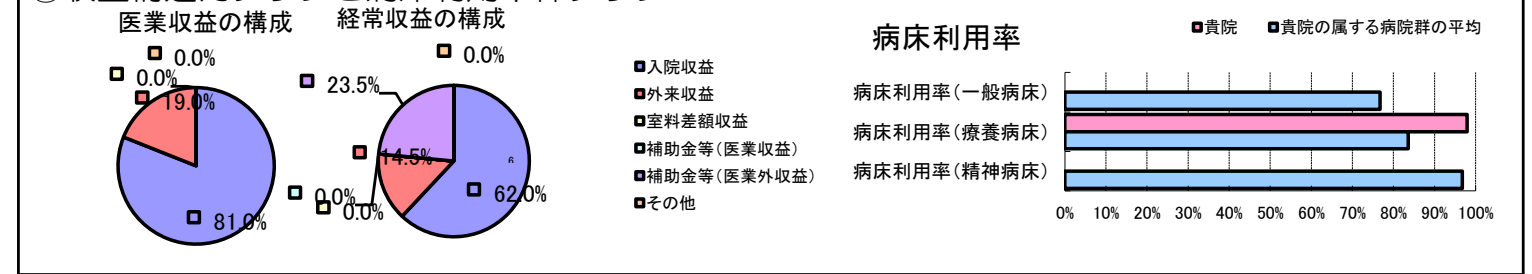 医業収益の構成
経常収益の構成
0.0%
0.0%
19.0%
81.0%
0.0%
23.5%
14.5%
0.0%
0.0%
62.0%
6
入院収益
外来収益
室料差額収益
補助金等(医業収益)
補助金等(医業外収益)
その他
病床利用率
貴院
貴院の属する病院群の平均
病床利用率(一般病床)
病床利用率(療養病床)
病床利用率(精神病床)
0% 10% 20% 30% 40% 50% 60% 70% 80% 90% 100%